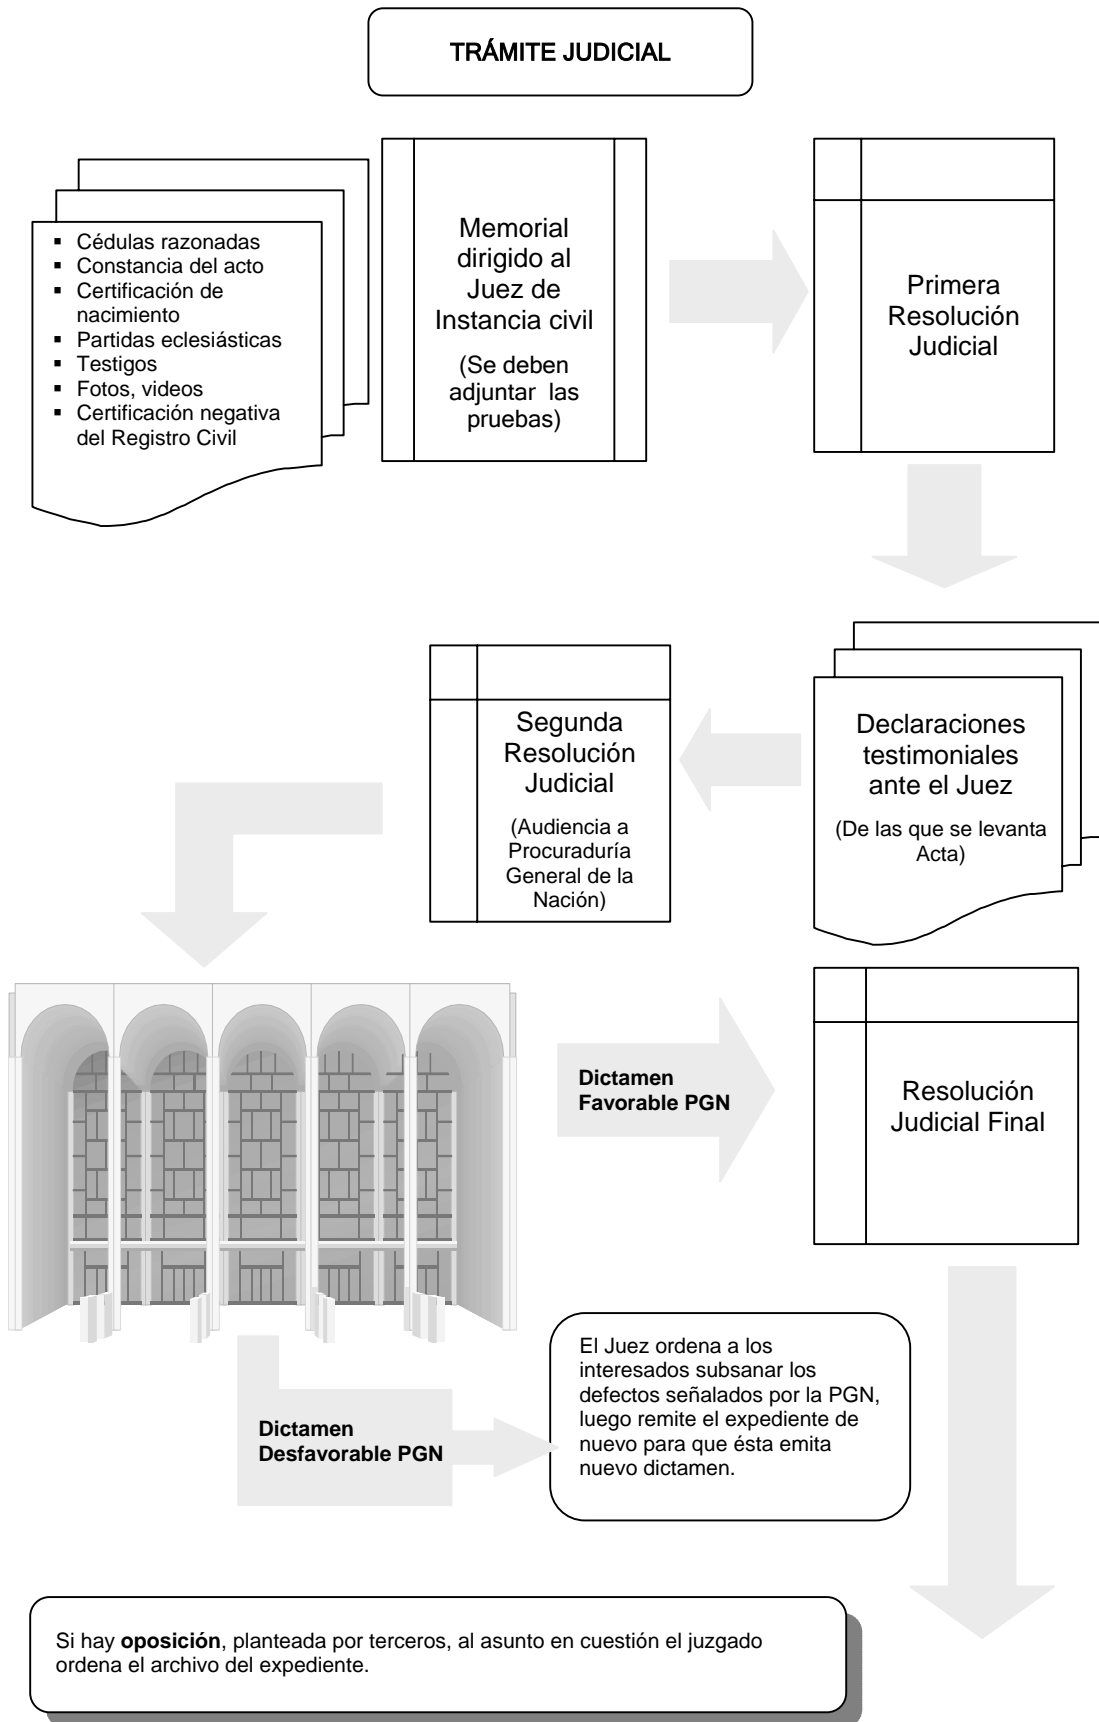 TRÁMITE JUDICIAL
▪ Cédulas razonadas
▪ Constancia del acto
▪ Certificación de
nacimiento
▪ Partidas eclesiásticas
▪ Testigos
▪ Fotos, videos
▪ Certificación negativa
del Registro Civil
Memorial
dirigido al
Juez de
Instancia civil
(Se deben
adjuntar las
pruebas)
Primera
Resolución
Judicial
Declaraciones
testimoniales
ante el Juez
(De las que se levanta
Acta)
Segunda
Resolución
Judicial
(Audiencia a
Procuraduría
General de la
Nación)
Dictamen
Favorable PGN
Resolución
Judicial Final
Dictamen
Desfavorable PGN
El Juez ordena a los
interesados subsanar los
defectos señalados por la PGN,
luego remite el expediente de
nuevo para que ésta emita
nuevo dictamen.
Si hay oposición, planteada por terceros, al asunto en cuestión el juzgado
ordena el archivo del expediente.